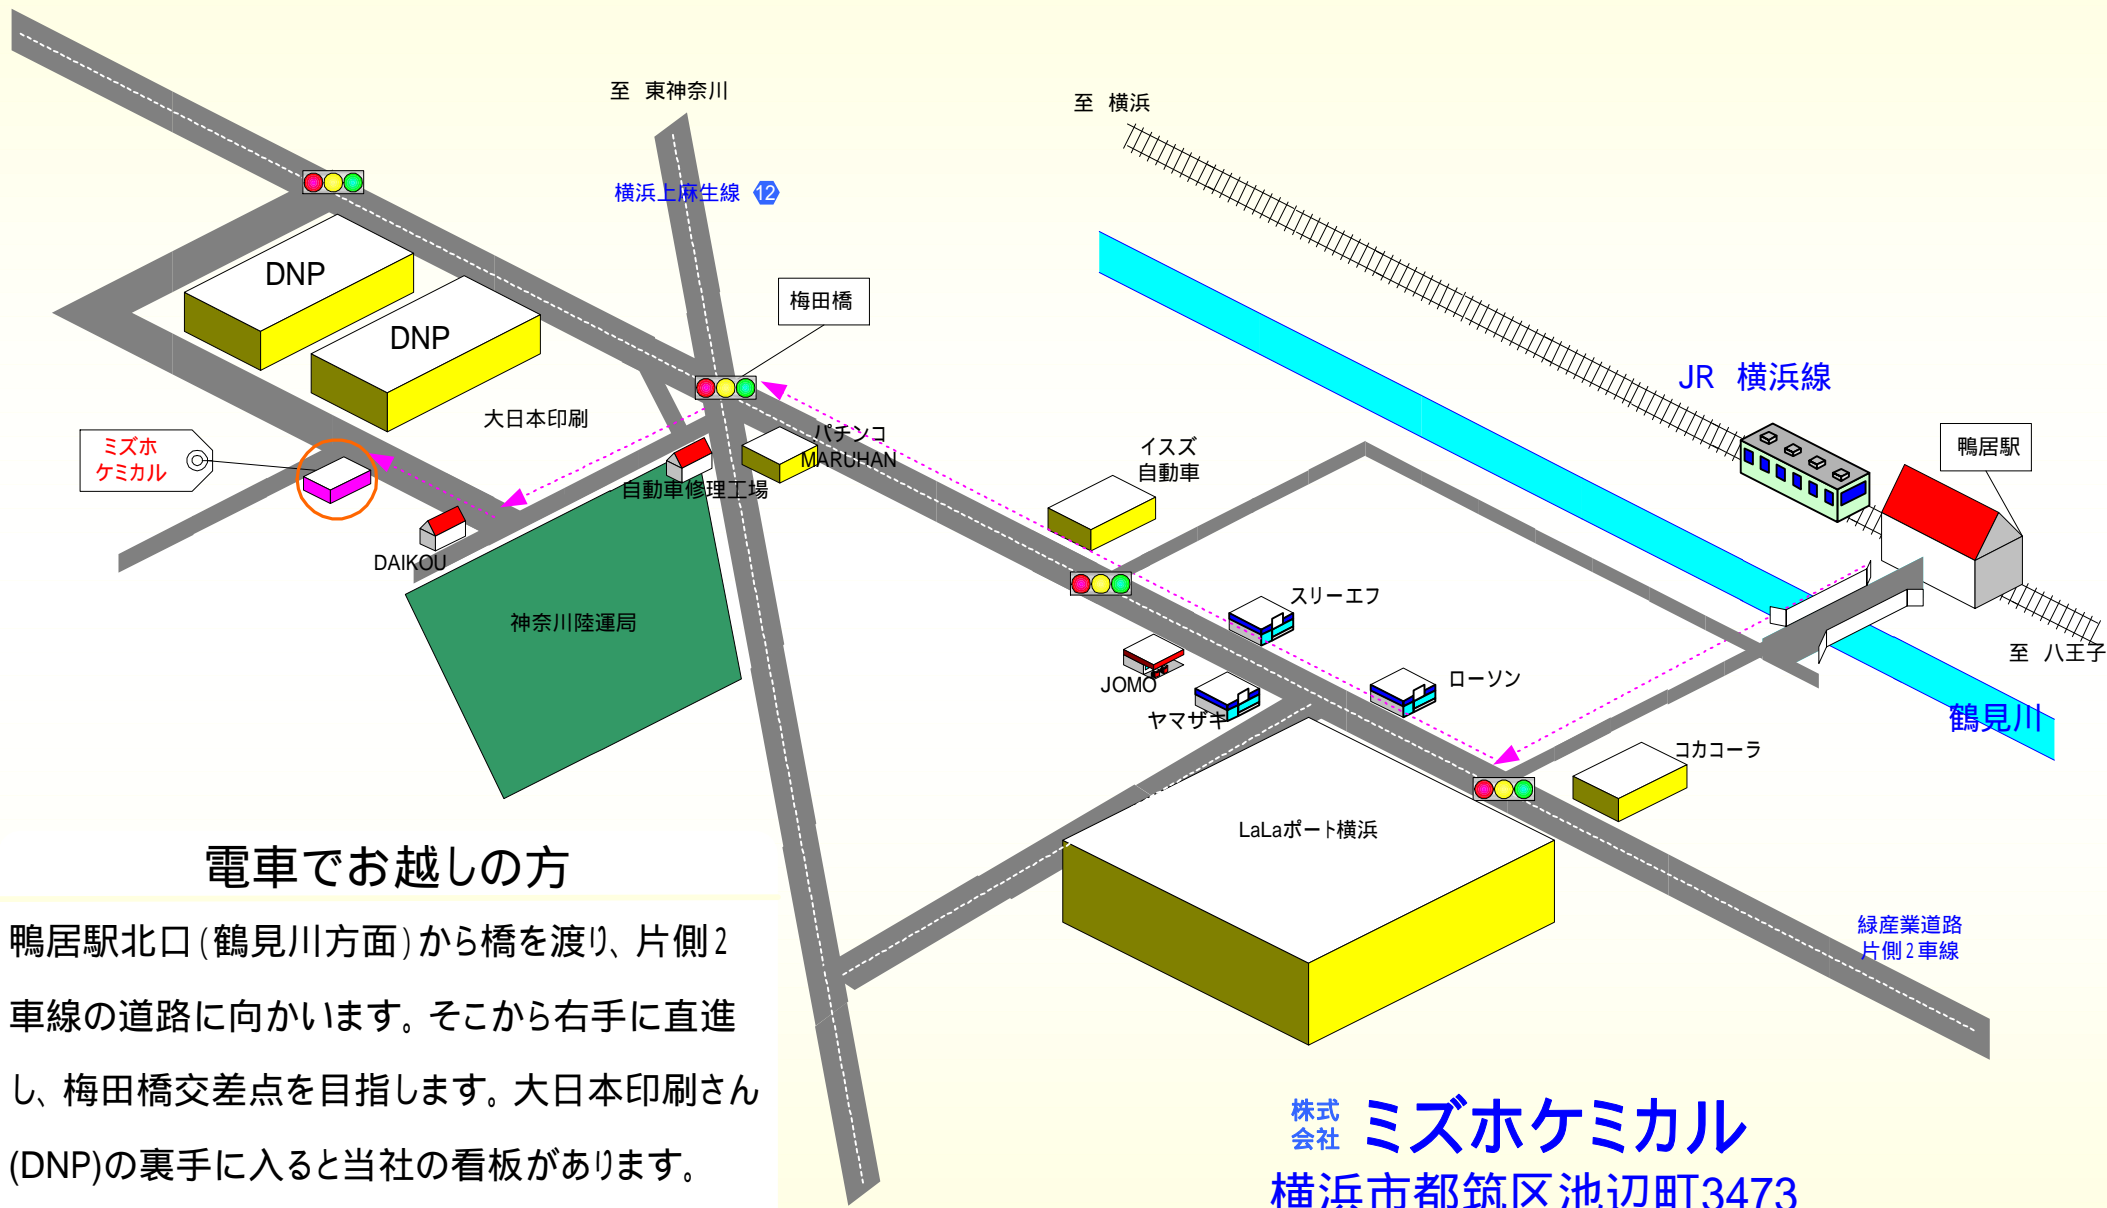 至 東神奈川
至 横浜
横浜上麻生線 12
DNP
梅田橋
DNP
JR 横浜線
大日本印刷
パチンコ
MARUHAN
イスズ
自動車
鴨居駅
ミズホ
ケミカル
自動車修理工場
DAIKOU
スリーエフ
神奈川陸運局
至 八王子
JOMO
ローソン
ヤマザキ
鶴見川
コカコーラ
LaLaポート横浜
緑産業道路
片側2車線
電車でお越しの方
鴨居駅北口(鶴見川方面)から橋を渡り、片側2
車線の道路に向かいます。そこから右手に直進
し、梅田橋交差点を目指します。大日本印刷さん
(DNP)の裏手に入ると当社の看板があります。
株式
会社
ミズホケミカル
横浜市都筑区池辺町3473